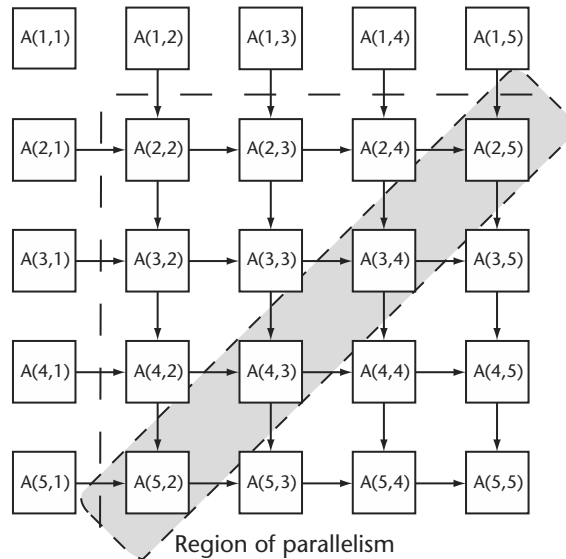 A(1,1) A(1,2) A(1,3) A(1,4) A(1,5)
A(2,1) A(2,2) A(2,3) A(2,4) A(2,5)
A(3,1) A(3,2) A(3,3) A(3,4) A(3,5)
A(4,1) A(4,2) A(4,3) A(4,4) A(4,5)
A(5,1) A(5,2) A(5,3) A(5,4) A(5,5)
Region of parallelism